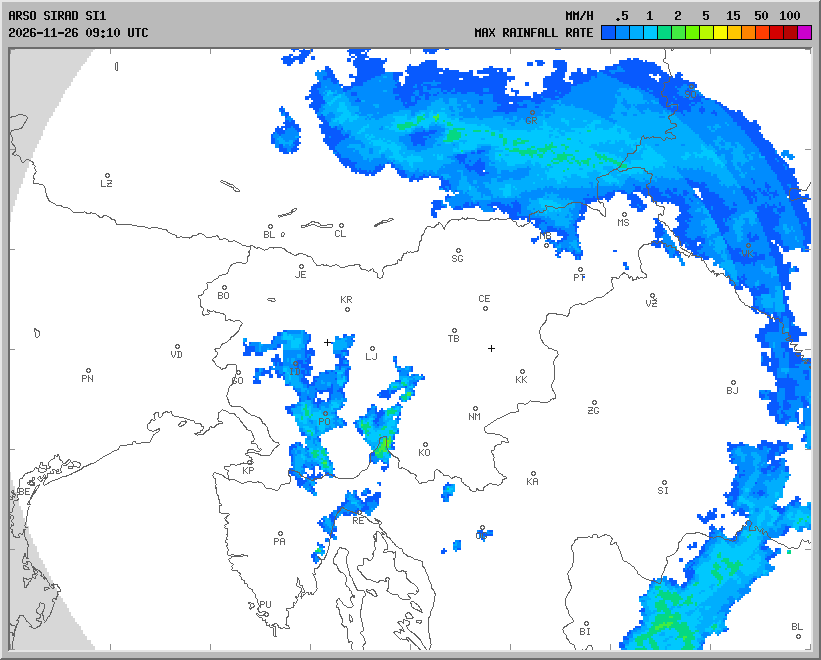 ARSO SIRAD SI1
MM/H .5 1 2 5 15 50 100
2026-11-26 09:10 UTC
MAX RAINFALL RATE
GR
LZ
MS
BL
CL
MB
SG
JE
PT
BO
KR
CE
VZ
TB
VD
LJ
PN
GO
KK
BJ
PO
NM
ZG
KO
KP
KA
BE
SI
RE
PA
PU
BI
BL